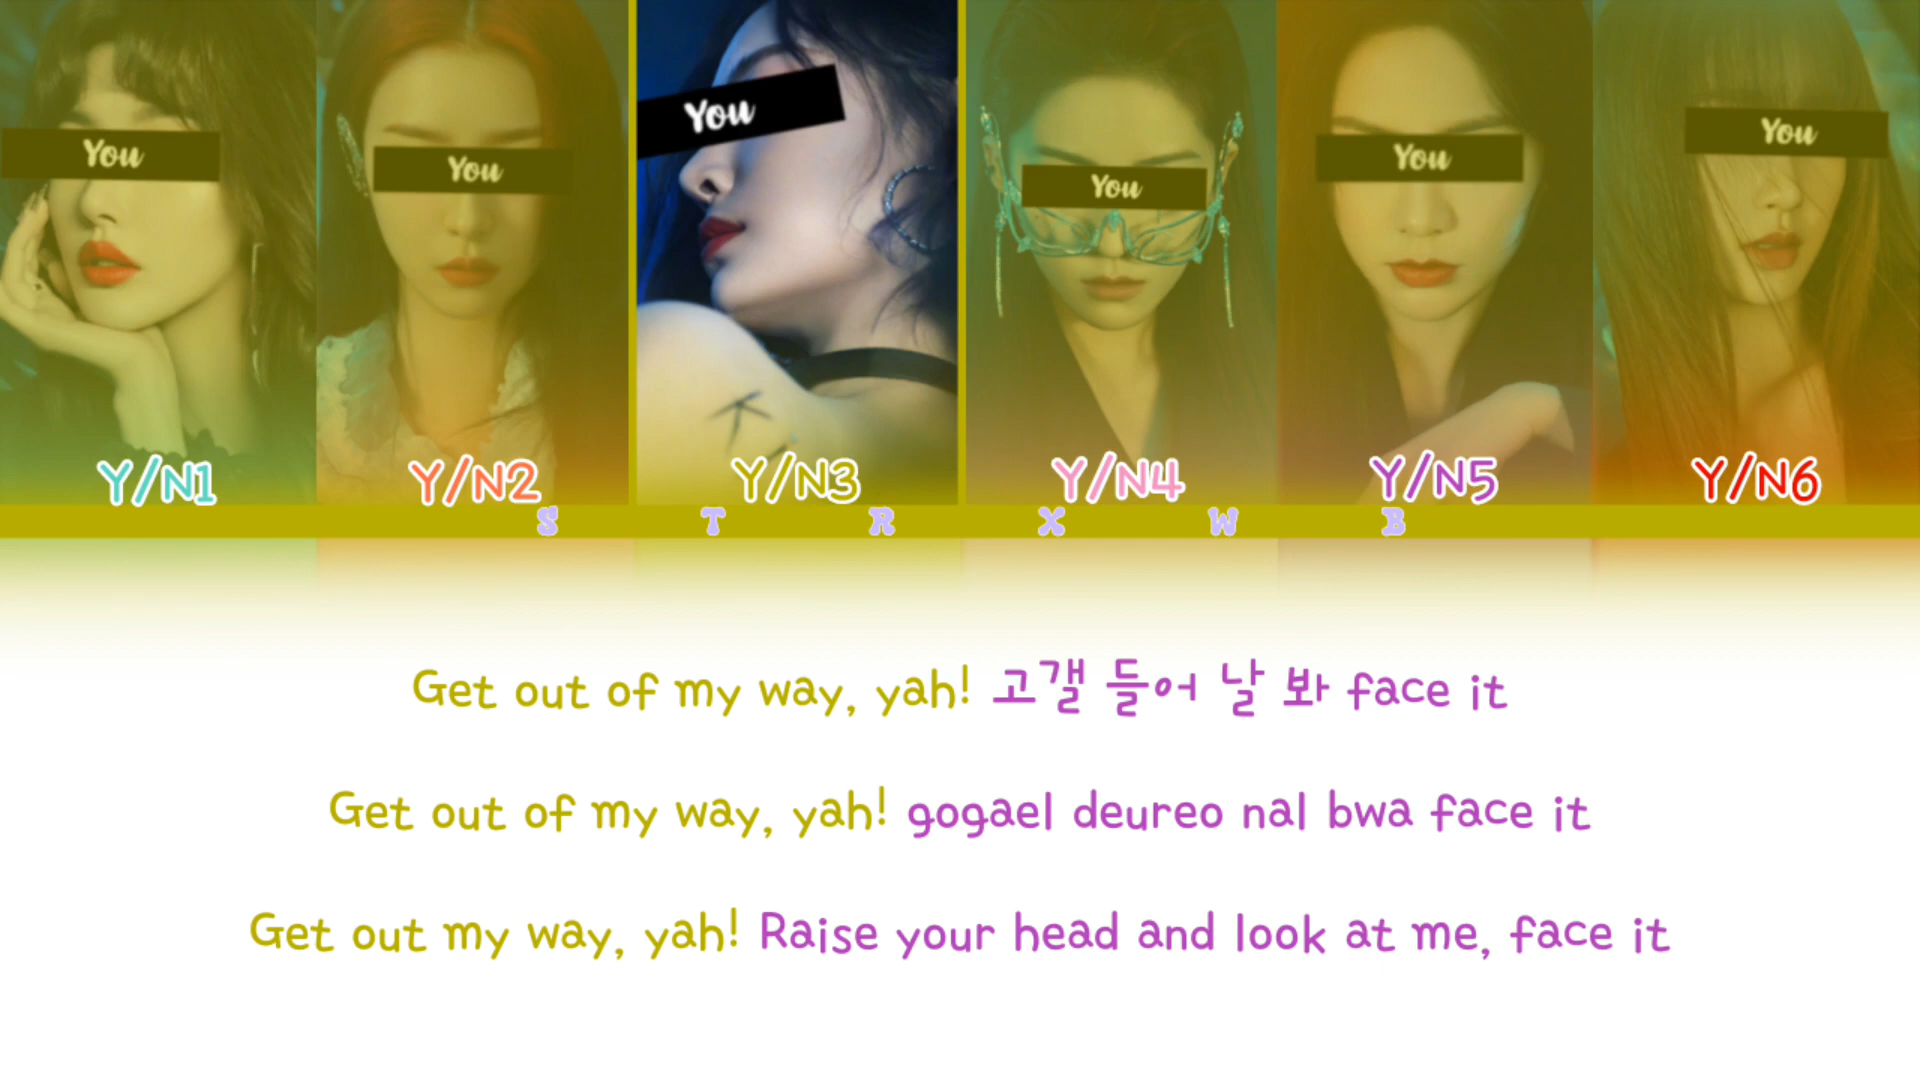 You You You You You You
Y/N1 Y/N2 Y/N3 Y/N4 Y/N5 Y/N6
S T R X W B
Get out of my way, yah! 고갤 들어 날 봐 face it
Get out of my way, yah! gogael deureo nal bwa face it
Get out my way, yah! Raise your head and look at me, face it